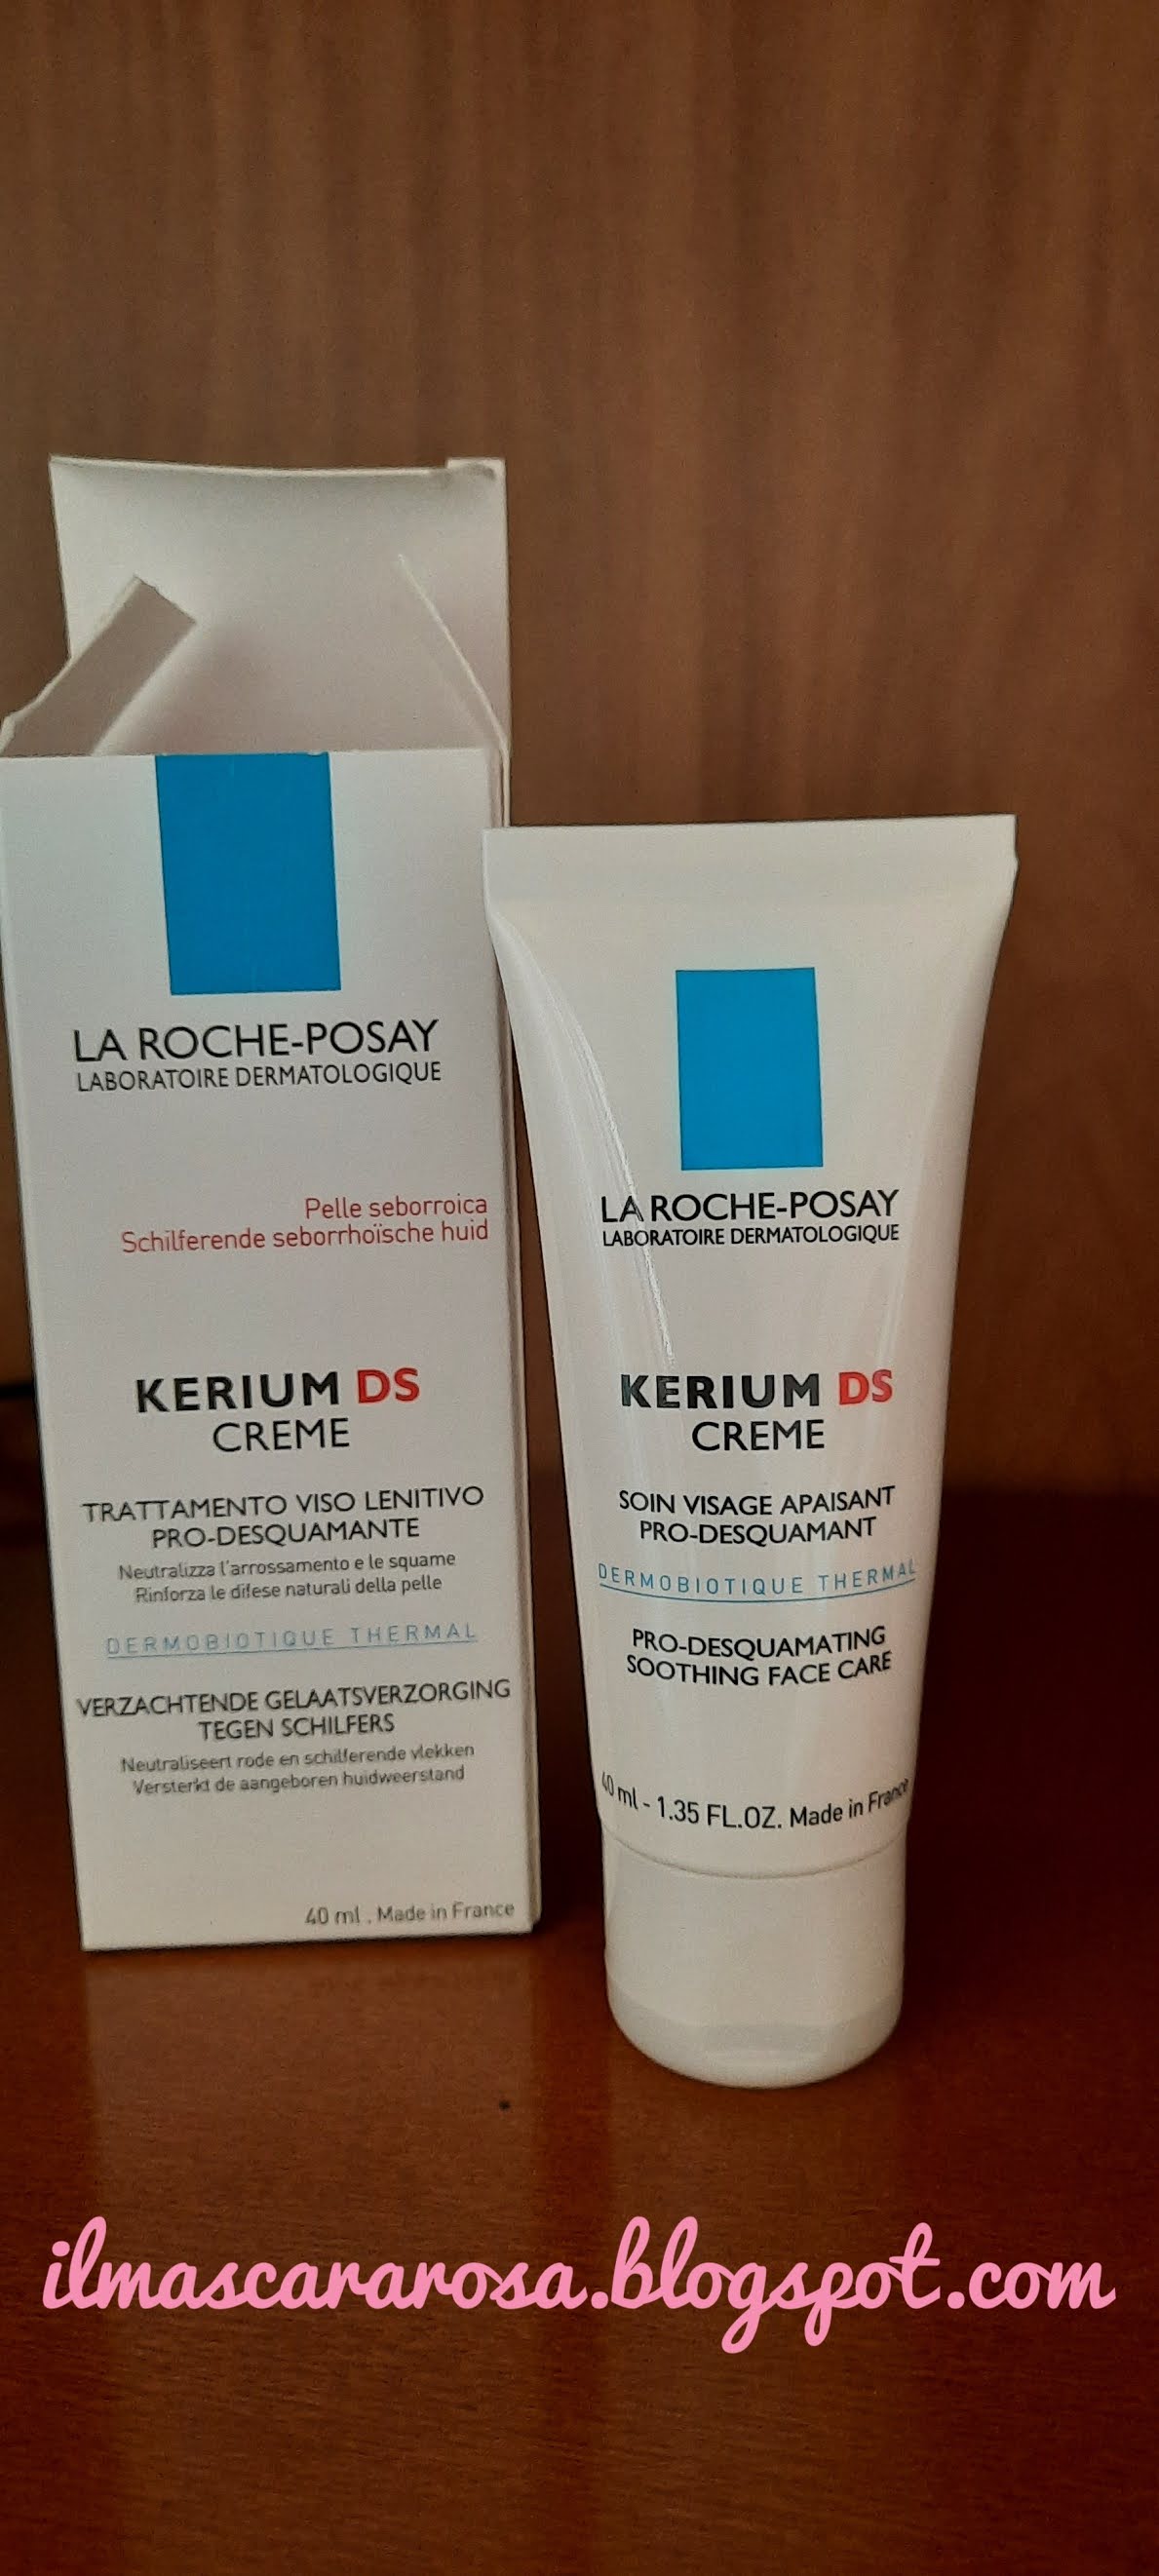 LA ROCHE-POSAY
LABORATOIRE DERMATOLOGIQUE
Pelle seborroica
Schilferende seborrhoïsche huid
KERIUM DS
CREME
TRATTAMENTO VISO LENITIVO
PRO-DESQUAMANTE
Neutralizza l'arrossamento e le squame
Rinforza le difese naturali della pelle
DERMOBIOTIQUE THERMAL
VERZACHTENDE GELAATSVERZORGING
TEGEN SCHILFERS
Neutraliseert rode en schilferende vlekken
Versterkt de aangeboren huidweerstand
40 ml . Made in France
LA ROCHE-POSAY
LABORATOIRE DERMATOLOGIQUE
KERIUM DS
CREME
SOIN VISAGE APAISANT
PRO-DESQUAMANT
DERMOBIOTIQUE THERMAL
PRO-DESQUAMATING
SOOTHING FACE CARE
40 ml - 1.35 FL.OZ. Made in France
ilmascararosa.blogspot.com